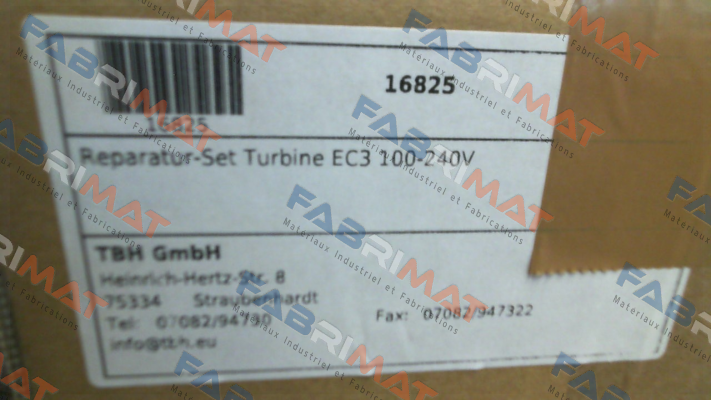 16825
16825
Reparatur-Set Turbine EC3 100-240V
TBH GmbH
Heinrich-Hertz-Str. 8
75334 Straubenhardt
Tel: 07082/94730 Fax: 07082/947322
info@tbh.eu
FABRIMAT
Materiaux Industriel et Fabrications